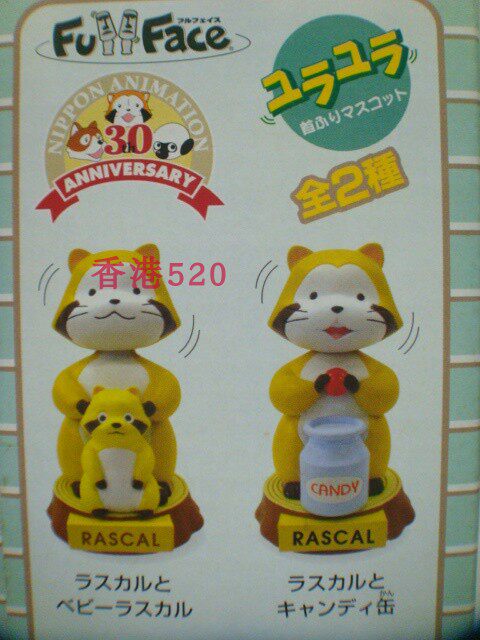 フルフェイス
Full Face
NIPPON ANIMATION
30th
ANNIVERSARY
ユラユラ
首ふりマスコット
全2種
香港520
CANDY
RASCAL
RASCAL
ラスカルと
ベビーラスカル
ラスカルと
キャンディ缶
かん